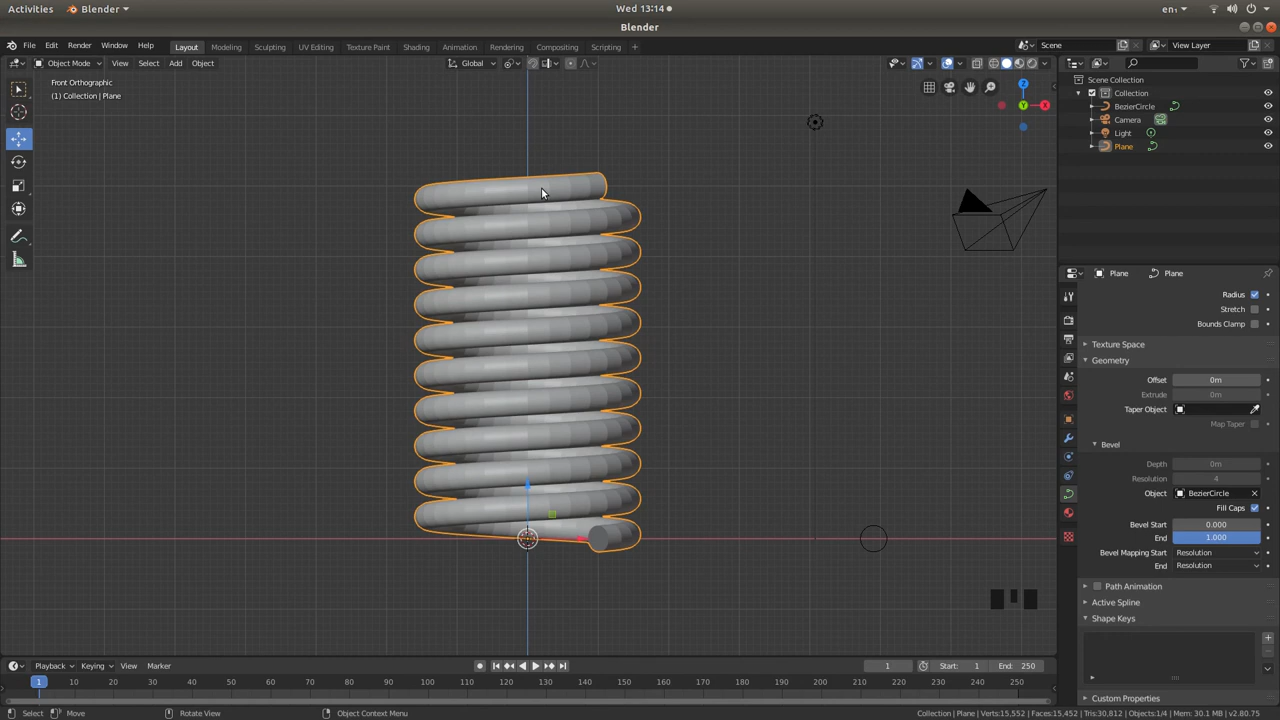 Activities Blender Wed 13:14 en₁
Blender
File Edit Render Window Help Layout Modeling Sculpting UV Editing Texture Paint Shading Animation Rendering Compositing Scripting + Scene View Layer
Object Mode View Select Add Object Global
Front Orthographic
(1) Collection | Plane
Z
Y
X
Scene Collection
Collection
BezierCircle
Camera
Light
Plane
Plane Plane
Radius
Stretch
Bounds Clamp
Texture Space
Geometry
Offset 0m
Extrude 0m
Taper Object
Map Taper
Bevel
Depth 0m
Resolution 4
Object BezierCircle
Fill Caps
Bevel Start 0.000
End 1.000
Bevel Mapping Start Resolution
End Resolution
Path Animation
Active Spline
Shape Keys
Custom Properties
Playback Keying View Marker 1 Start: 1 End: 250
1 10 20 30 40 50 60 70 80 90 100 110 120 130 140 150 160 170 180 190 200 210 220 230 240 250
Select Move Rotate View Object Context Menu Collection | Plane | Verts:15,552 | Faces:15,452 | Tris:30,812 | Objects:1/4 | Mem: 30.1 MB | v2.80.75